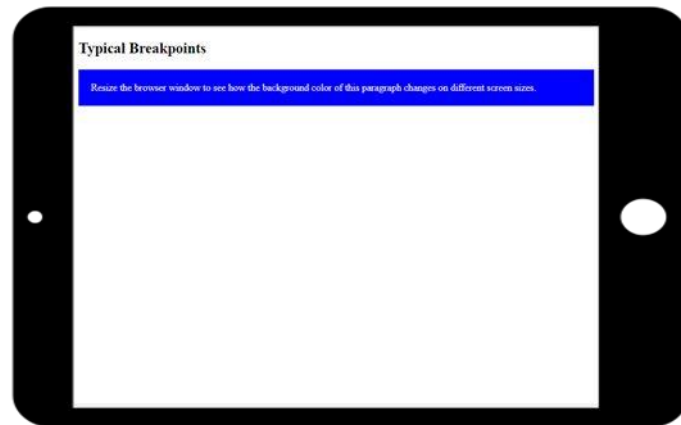 Typical Breakpoints
Resize the browser window to see how the background color of this paragraph changes on different screen sizes.